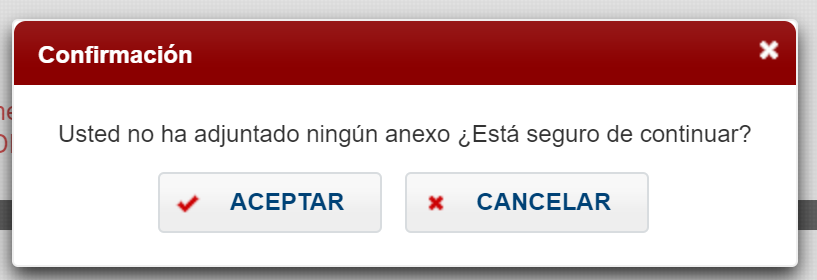 Confirmación
Usted no ha adjuntado ningún anexo ¿Está seguro de continuar?
ACEPTAR
CANCELAR